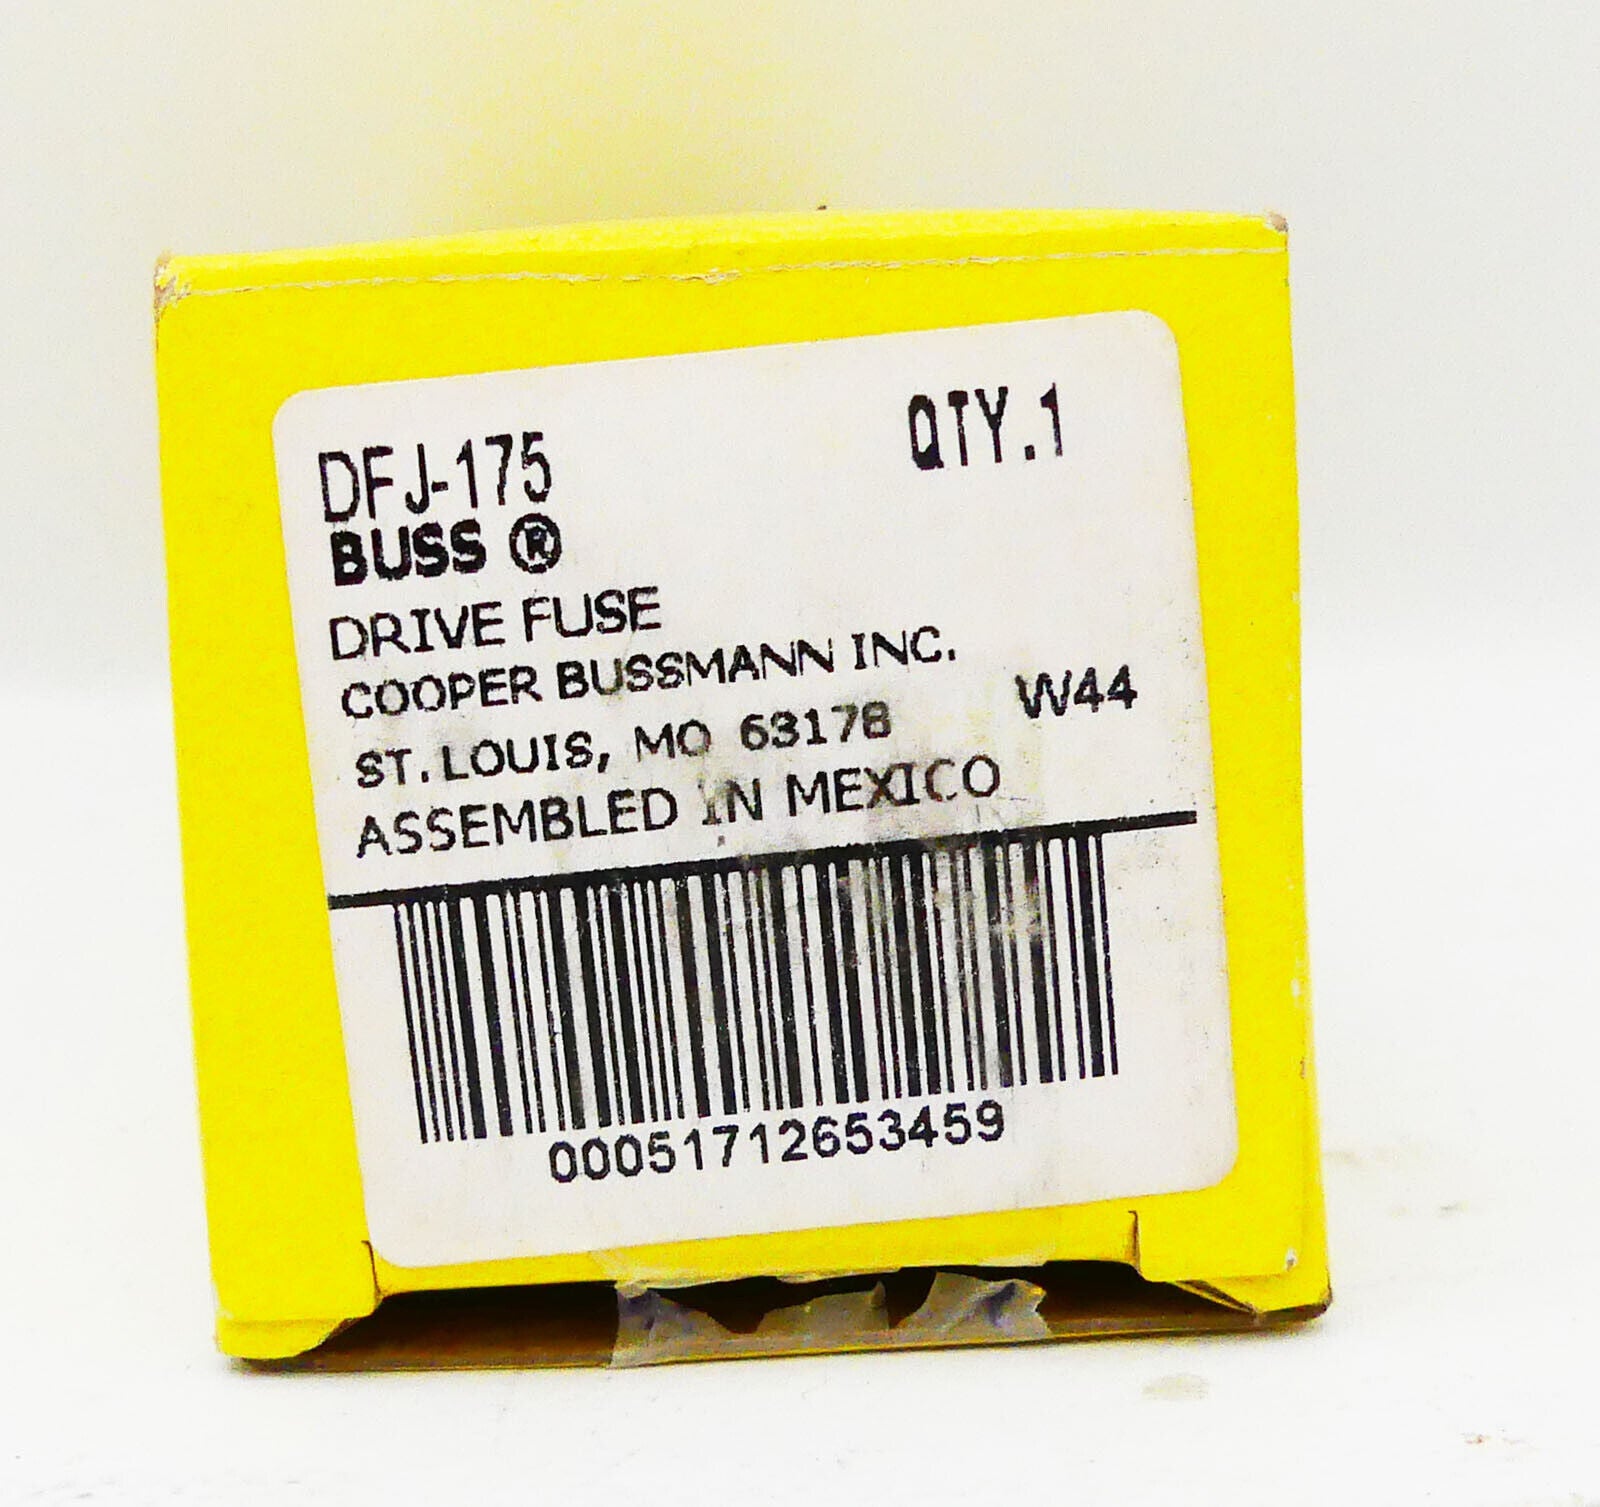 DFJ-175 QTY.1
BUSS ®
DRIVE FUSE
COOPER BUSSMANN INC.
ST. LOUIS, MO 63178 W44
ASSEMBLED IN MEXICO
00051712653459